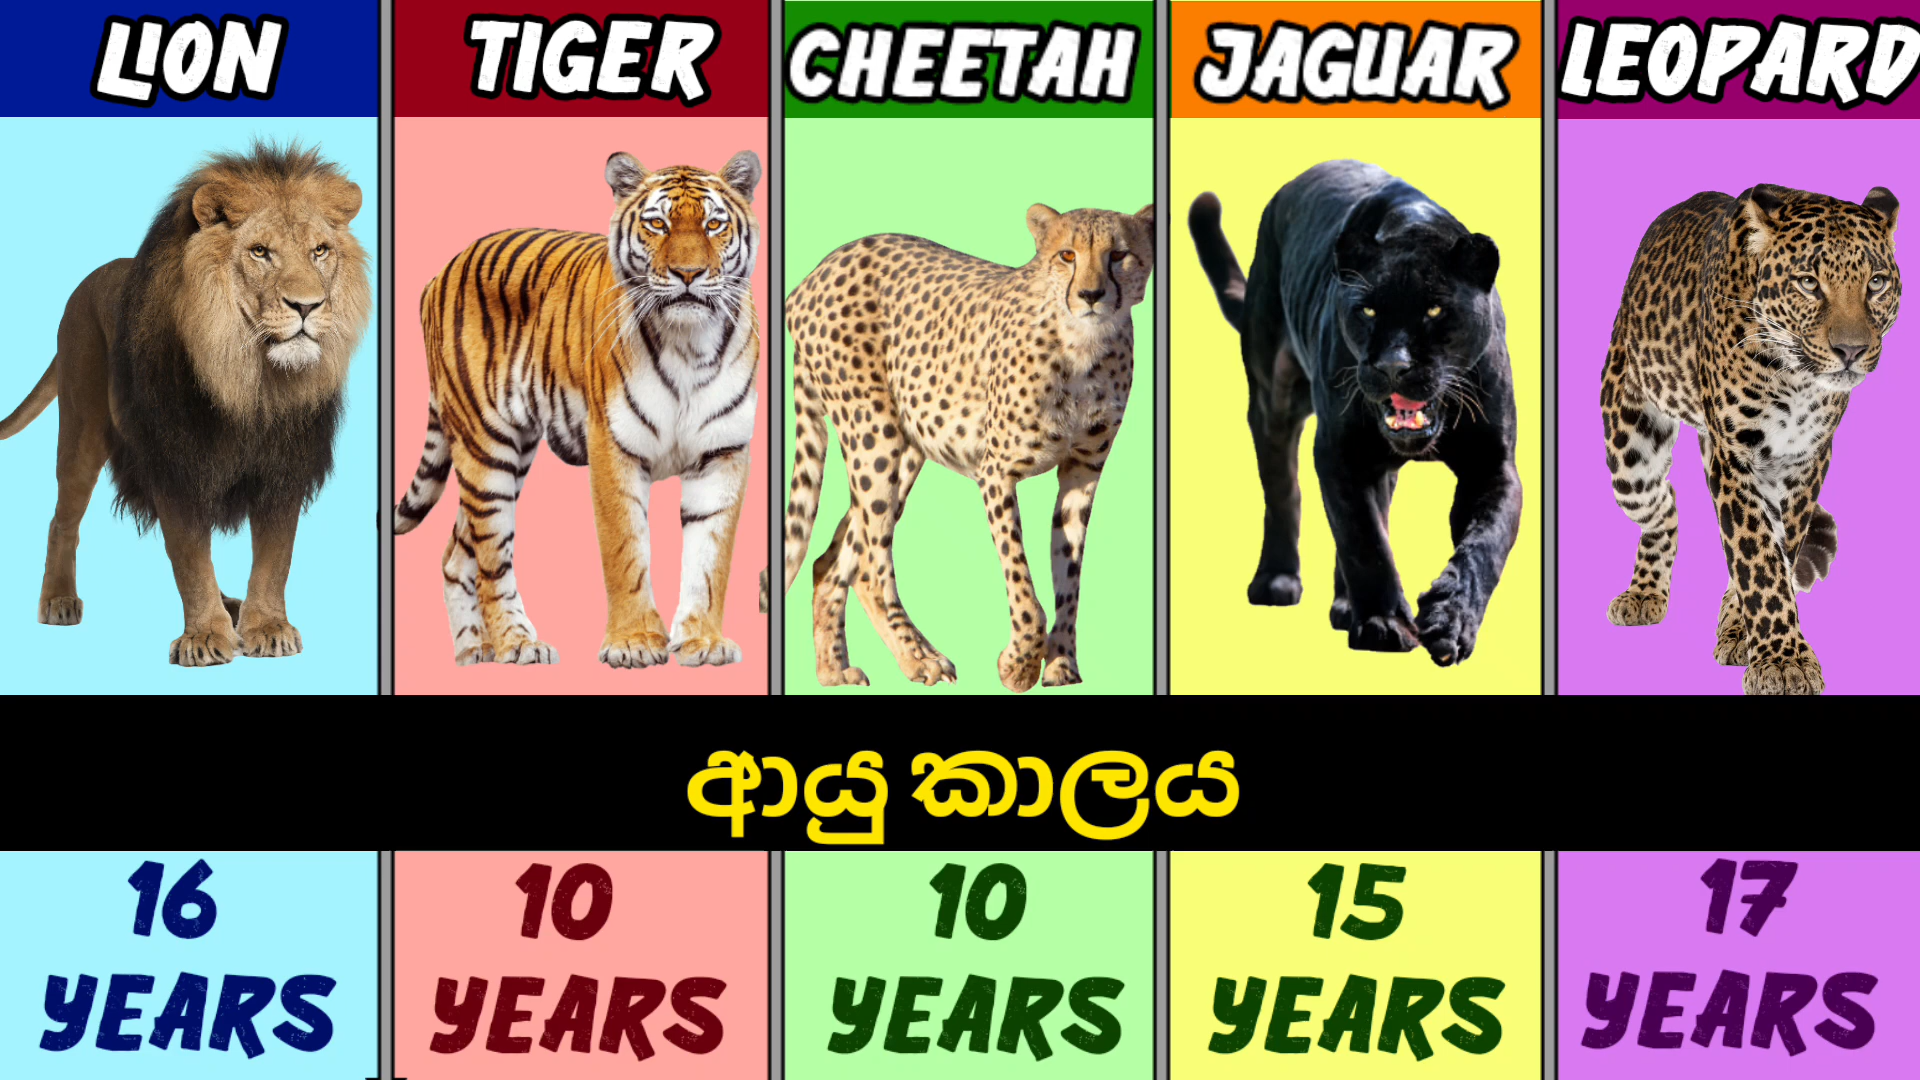 LION
TIGER
CHEETAH
JAGUAR
LEOPARD
ආයු කාලය
16 YEARS
10 YEARS
10 YEARS
15 YEARS
17 YEARS